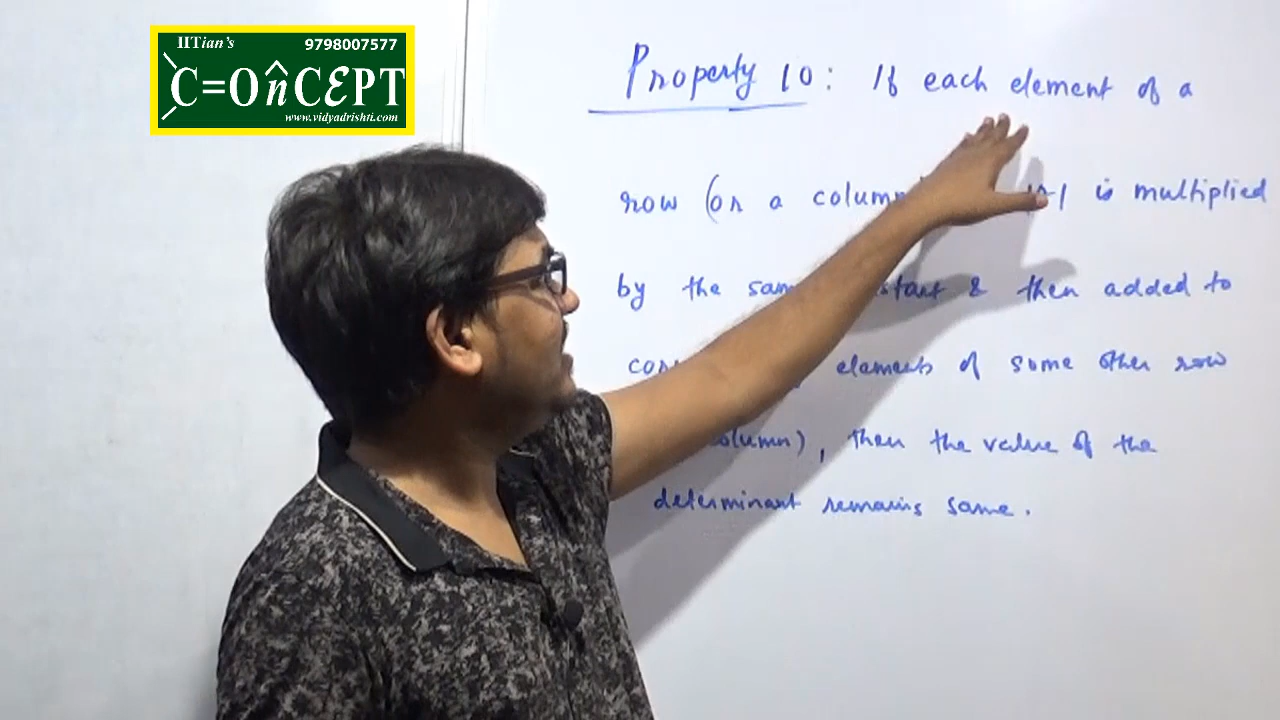 IITian's 9798007577
C=OnCEPT
www.vidyadrishti.com
Property 10: If each element of a
row (or a column is multiplied
by the & then added to
elements of some other row
column), then the value of the
determinant remains same.